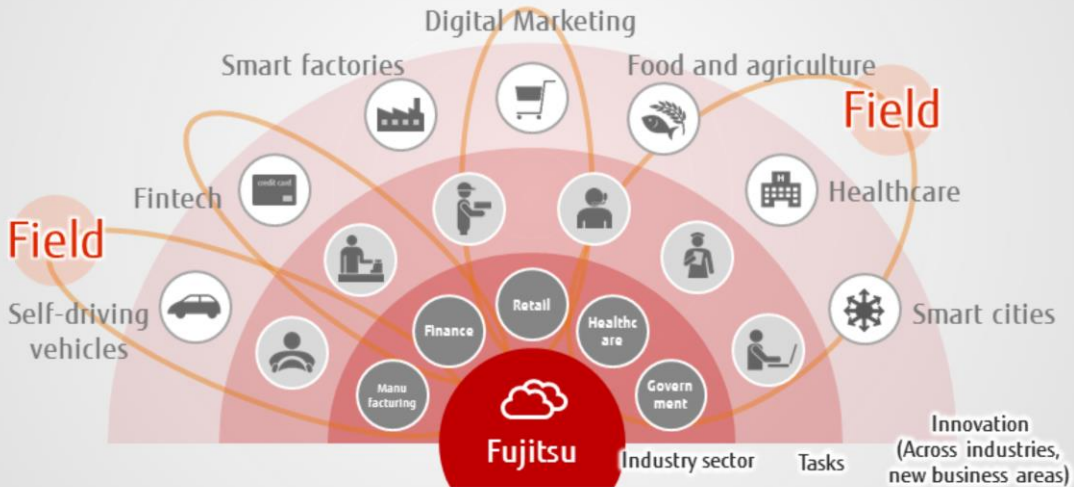 Digital Marketing
Smart factories
Food and agriculture
Field
credit card
Fintech
Healthcare
H
Field
Self-driving
vehicles
Smart cities
Retail
Finance
Healthc
are
Manu
facturing
Govern
ment
Fujitsu
Industry sector
Tasks
Innovation
(Across industries,
new business areas)